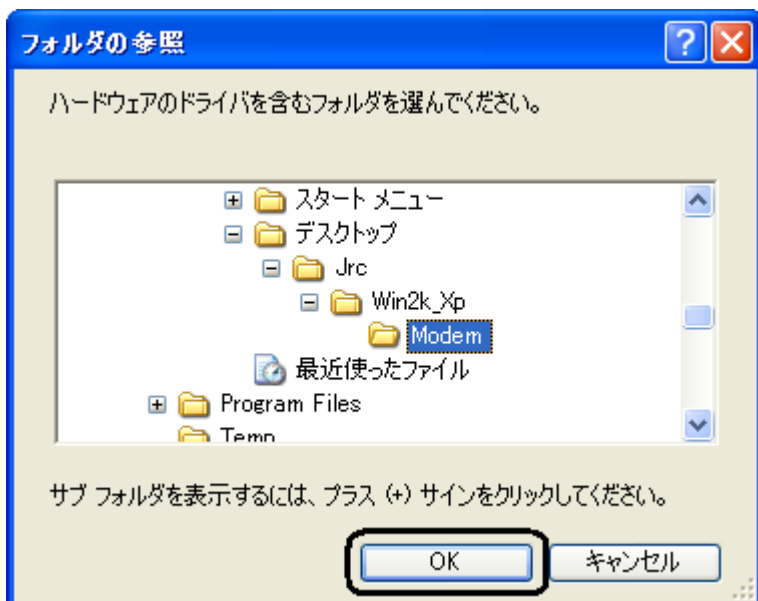 フォルダの参照
ハードウェアのドライバを含むフォルダを選んでください。
スタート メニュー
デスクトップ
Jrc
Win2k_Xp
Modem
最近使ったファイル
Program Files
Temp
サブ フォルダを表示するには、プラス (+) サインをクリックしてください。
OK キャンセル